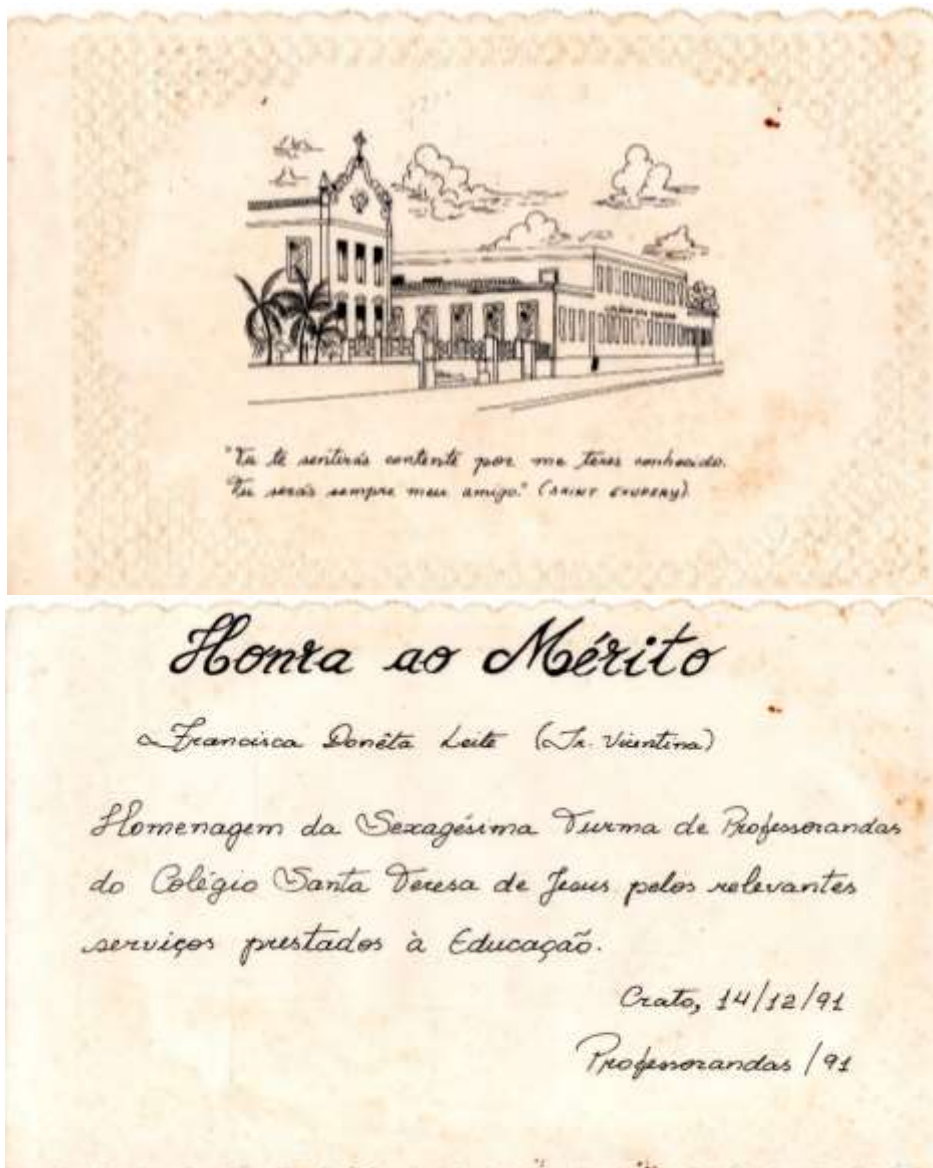 "Tu te sentirás contente por me teres conhecido.
Tu serás sempre meu amigo." (SAINT EXUPERY)
Honra ao Mérito
a Francisca Donêta Leite (Ir. Vicentina)
Homenagem da Sexagésima Turma de Professorandas
do Colégio Santa Teresa de Jesus pelos relevantes
serviços prestados à Educação.
Crato, 14/12/91
Professorandas / 91